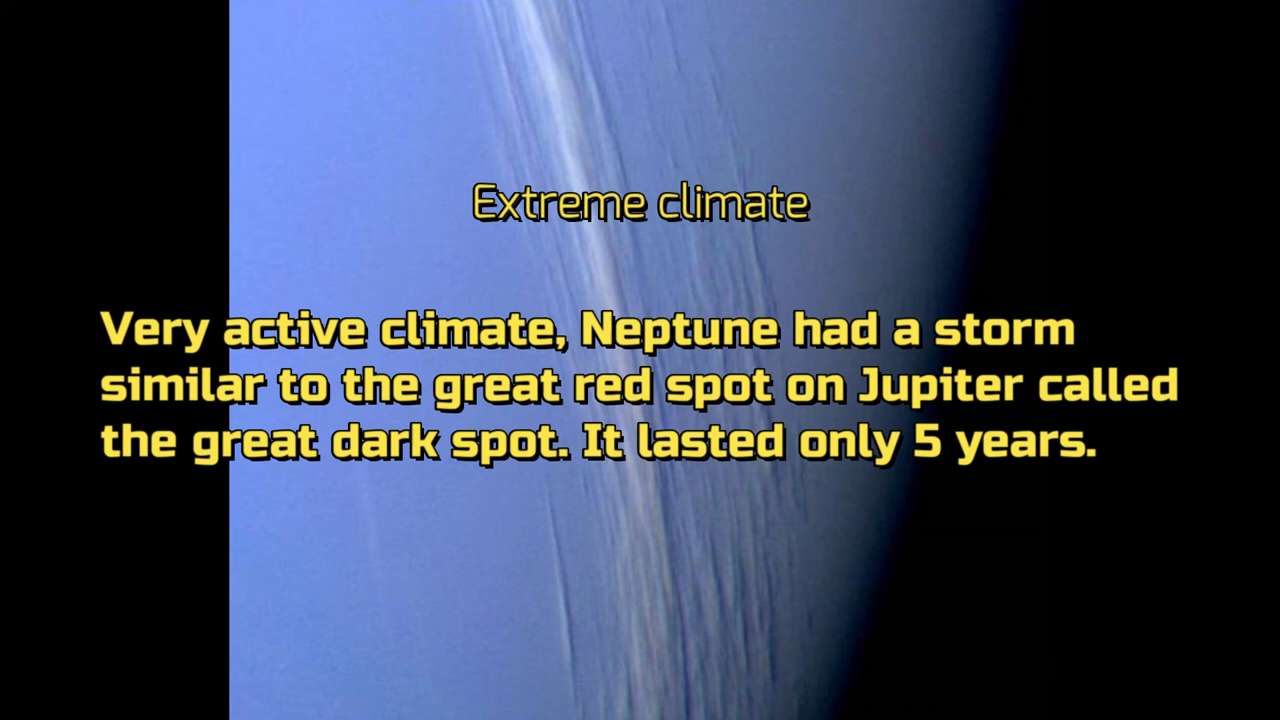 Extreme climate
Very active climate, Neptune had a storm
similar to the great red spot on Jupiter called
the great dark spot. It lasted only 5 years.